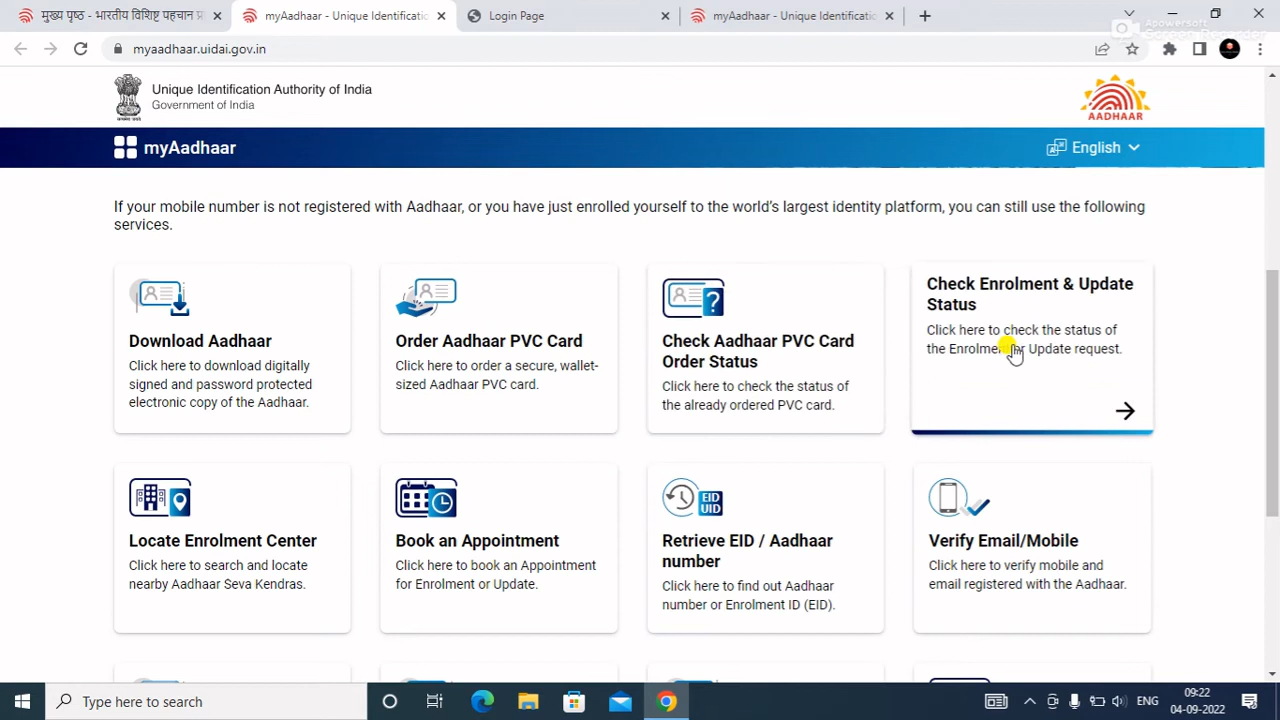 मुख्य पृष्ठ - भारतीय विशिष्ट पहचान प्रा
myAadhaar - Unique Identificatio
Login Page
myAadhaar - Unique Identificatio
Apowersoft
Screen Recorder
myaadhaar.uidai.gov.in
Unique Identification Authority of India
Government of India
AADHAAR
myAadhaar
English
If your mobile number is not registered with Aadhaar, or you have just enrolled yourself to the world's largest identity platform, you can still use the following
services.
Download Aadhaar
Click here to download digitally
signed and password protected
electronic copy of the Aadhaar.
Order Aadhaar PVC Card
Click here to order a secure, wallet-
sized Aadhaar PVC card.
Check Aadhaar PVC Card
Order Status
Click here to check the status of
the already ordered PVC card.
Check Enrolment & Update
Status
Click here to check the status of
the Enrolment or Update request.
Locate Enrolment Center
Click here to search and locate
nearby Aadhaar Seva Kendras.
Book an Appointment
Click here to book an Appointment
for Enrolment or Update.
EID
UID
Retrieve EID / Aadhaar
number
Click here to find out Aadhaar
number or Enrolment ID (EID).
Verify Email/Mobile
Click here to verify mobile and
email registered with the Aadhaar.
Type here to search
ENG
09:22
04-09-2022